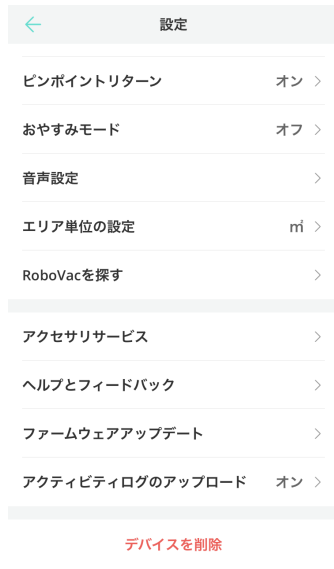 設定
ピンポイントリターン オン
おやすみモード オフ
音声設定
エリア単位の設定 ㎡
RoboVacを探す
アクセサリサービス
ヘルプとフィードバック
ファームウェアアップデート
アクティビティログのアップロード オン
デバイスを削除